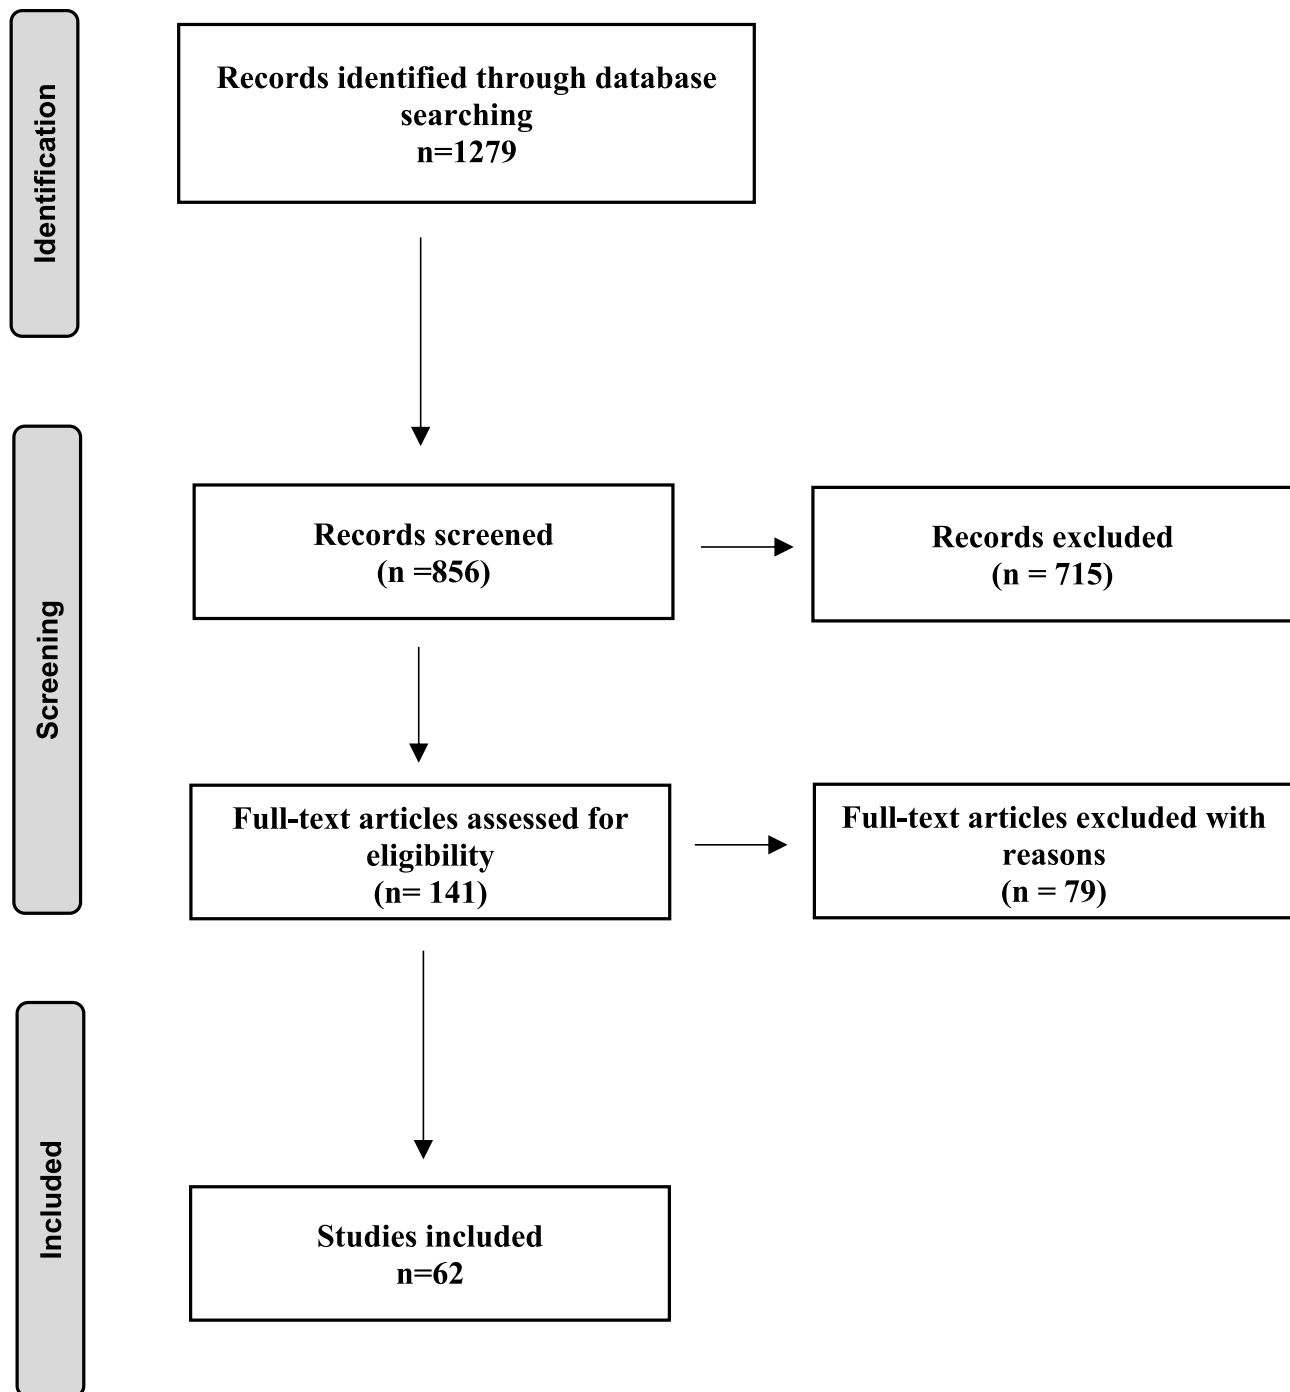 Identification
Records identified through database
searching
n=1279
Screening
Records screened
(n =856)
Records excluded
(n = 715)
Full-text articles assessed for
eligibility
(n= 141)
Full-text articles excluded with
reasons
(n = 79)
Included
Studies included
n=62